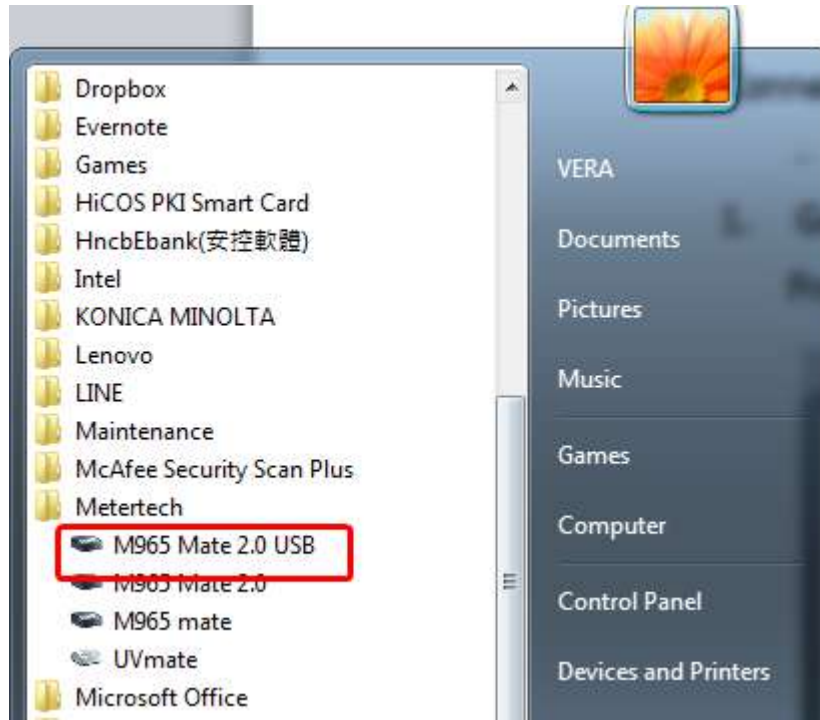 Dropbox
Evernote
Games
HiCOS PKI Smart Card
HncbEbank(安控軟體)
Intel
KONICA MINOLTA
Lenovo
LINE
Maintenance
McAfee Security Scan Plus
Metertech
M965 Mate 2.0 USB
M965 Mate 2.0
M965 mate
UVmate
Microsoft Office
VERA
Documents
Pictures
Music
Games
Computer
Control Panel
Devices and Printers